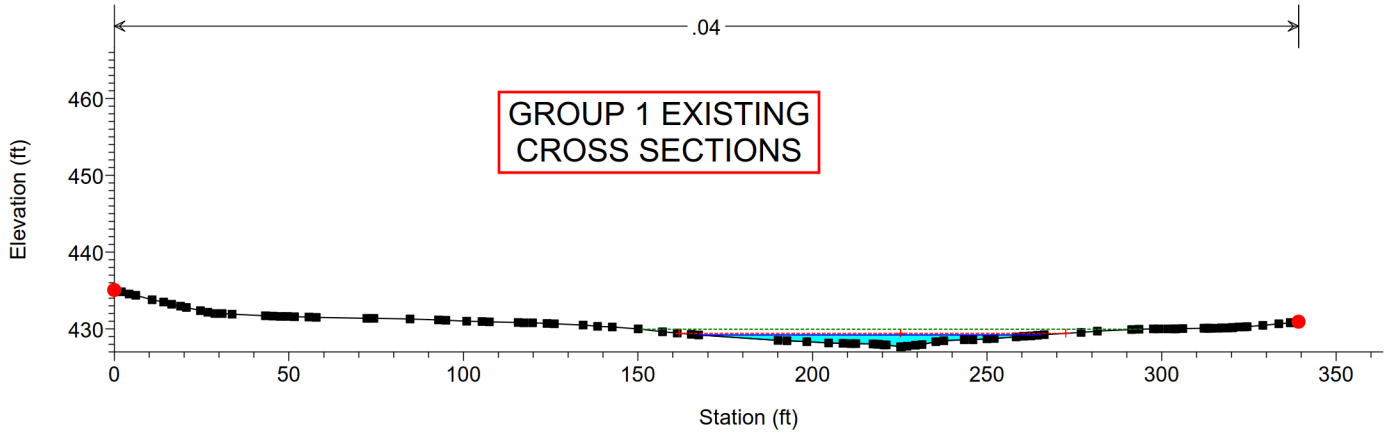 .04
GROUP 1 EXISTING
CROSS SECTIONS
Elevation (ft)
460
450
440
430
0 50 100 150 200 250 300 350
Station (ft)